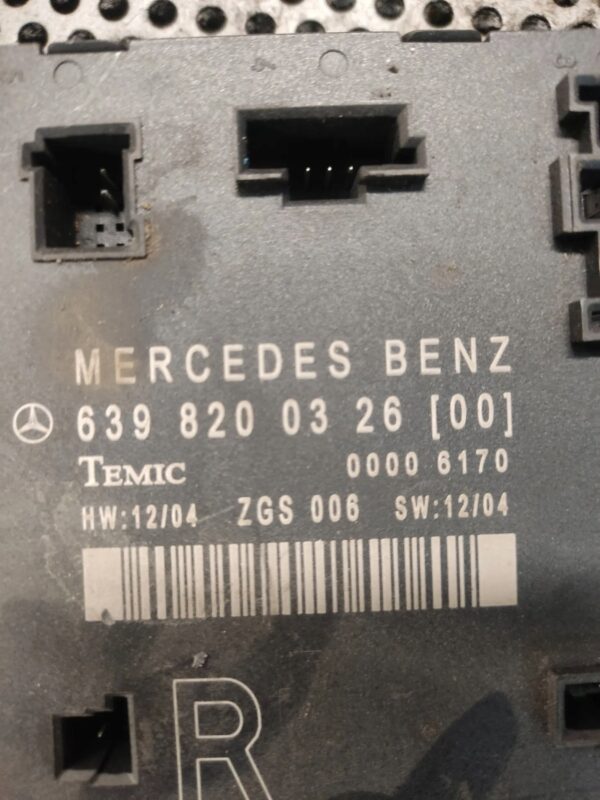 MERCEDES BENZ
639 820 03 26 [00]
TEMIC 0000 6170
HW:12/04 ZGS 006 SW:12/04
R